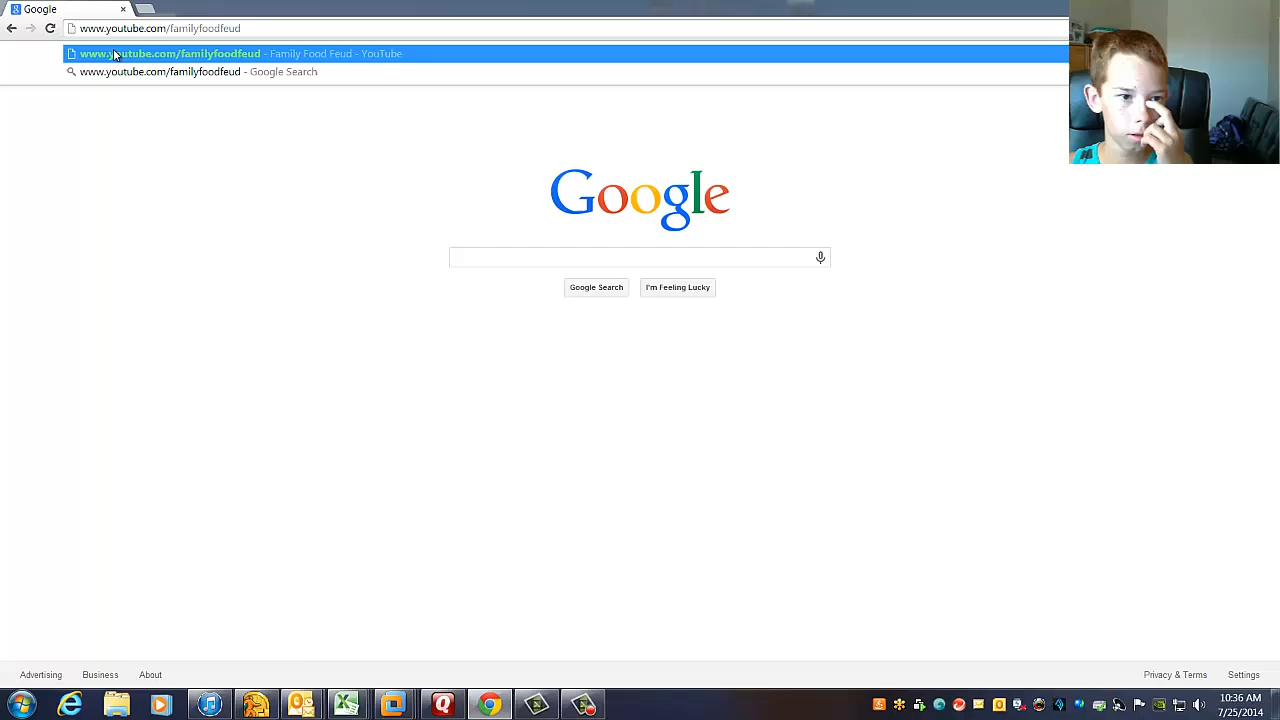 Google
www.youtube.com/familyfoodfeud
www.youtube.com/familyfoodfeud - Family Food Feud - YouTube
www.youtube.com/familyfoodfeud - Google Search
Google
Google Search
I'm Feeling Lucky
Advertising
Business
About
Privacy & Terms
Settings
10:36 AM
7/25/2014